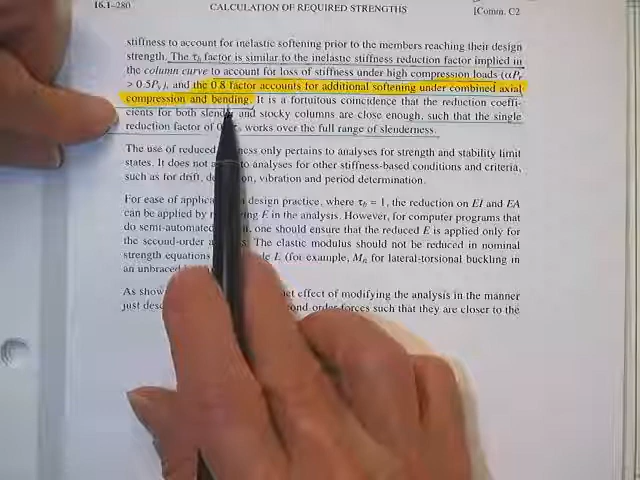 16.1–280 CALCULATION OF REQUIRED STRENGTHS [Comm. C2
stiffness to account for inelastic softening prior to the members reaching their design
strength. The τb factor is similar to the inelastic stiffness reduction factor implied in
the column curve to account for loss of stiffness under high compression loads (αPr
> 0.5Py), and the 0.8 factor accounts for additional softening under combined axial
compression and bending. It is a fortuitous coincidence that the reduction coeffi-
cients for both slender and stocky columns are close enough, such that the single
reduction factor of works over the full range of slenderness.
The use of reduced only pertains to analyses for strength and stability limit
states. It does not to analyses for other stiffness-based conditions and criteria,
such as for drift, vibration and period determination.
For ease of design practice, where τb = 1, the reduction on EI and EA
can be applied by E in the analysis. However, for computer programs that
do semi-automated one should ensure that the reduced E is applied only for
the second-order The elastic modulus should not be reduced in nominal
strength equations E (for example, Mn for lateral-torsional buckling in
an unbraced
As show effect of modifying the analysis in the manner
just second order forces such that they are closer to the